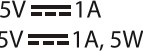 5V ⎓ 1A
5V ⎓ 1A, 5W